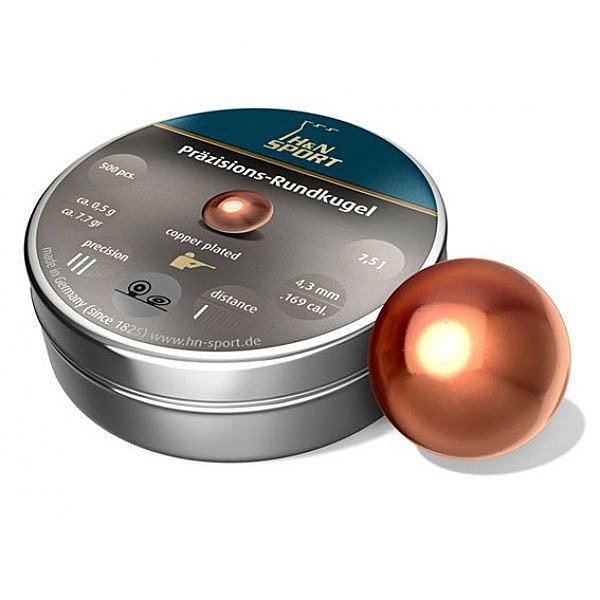 H&N
SPORT
Präzisions-Rundkugel
500 pcs.
ca. 0,5 g
ca. 7.7 gr
copper plated
7,5 J
precision
distance
4,3 mm
.169 cal.
made in Germany (since 1825) www.hn-sport.de